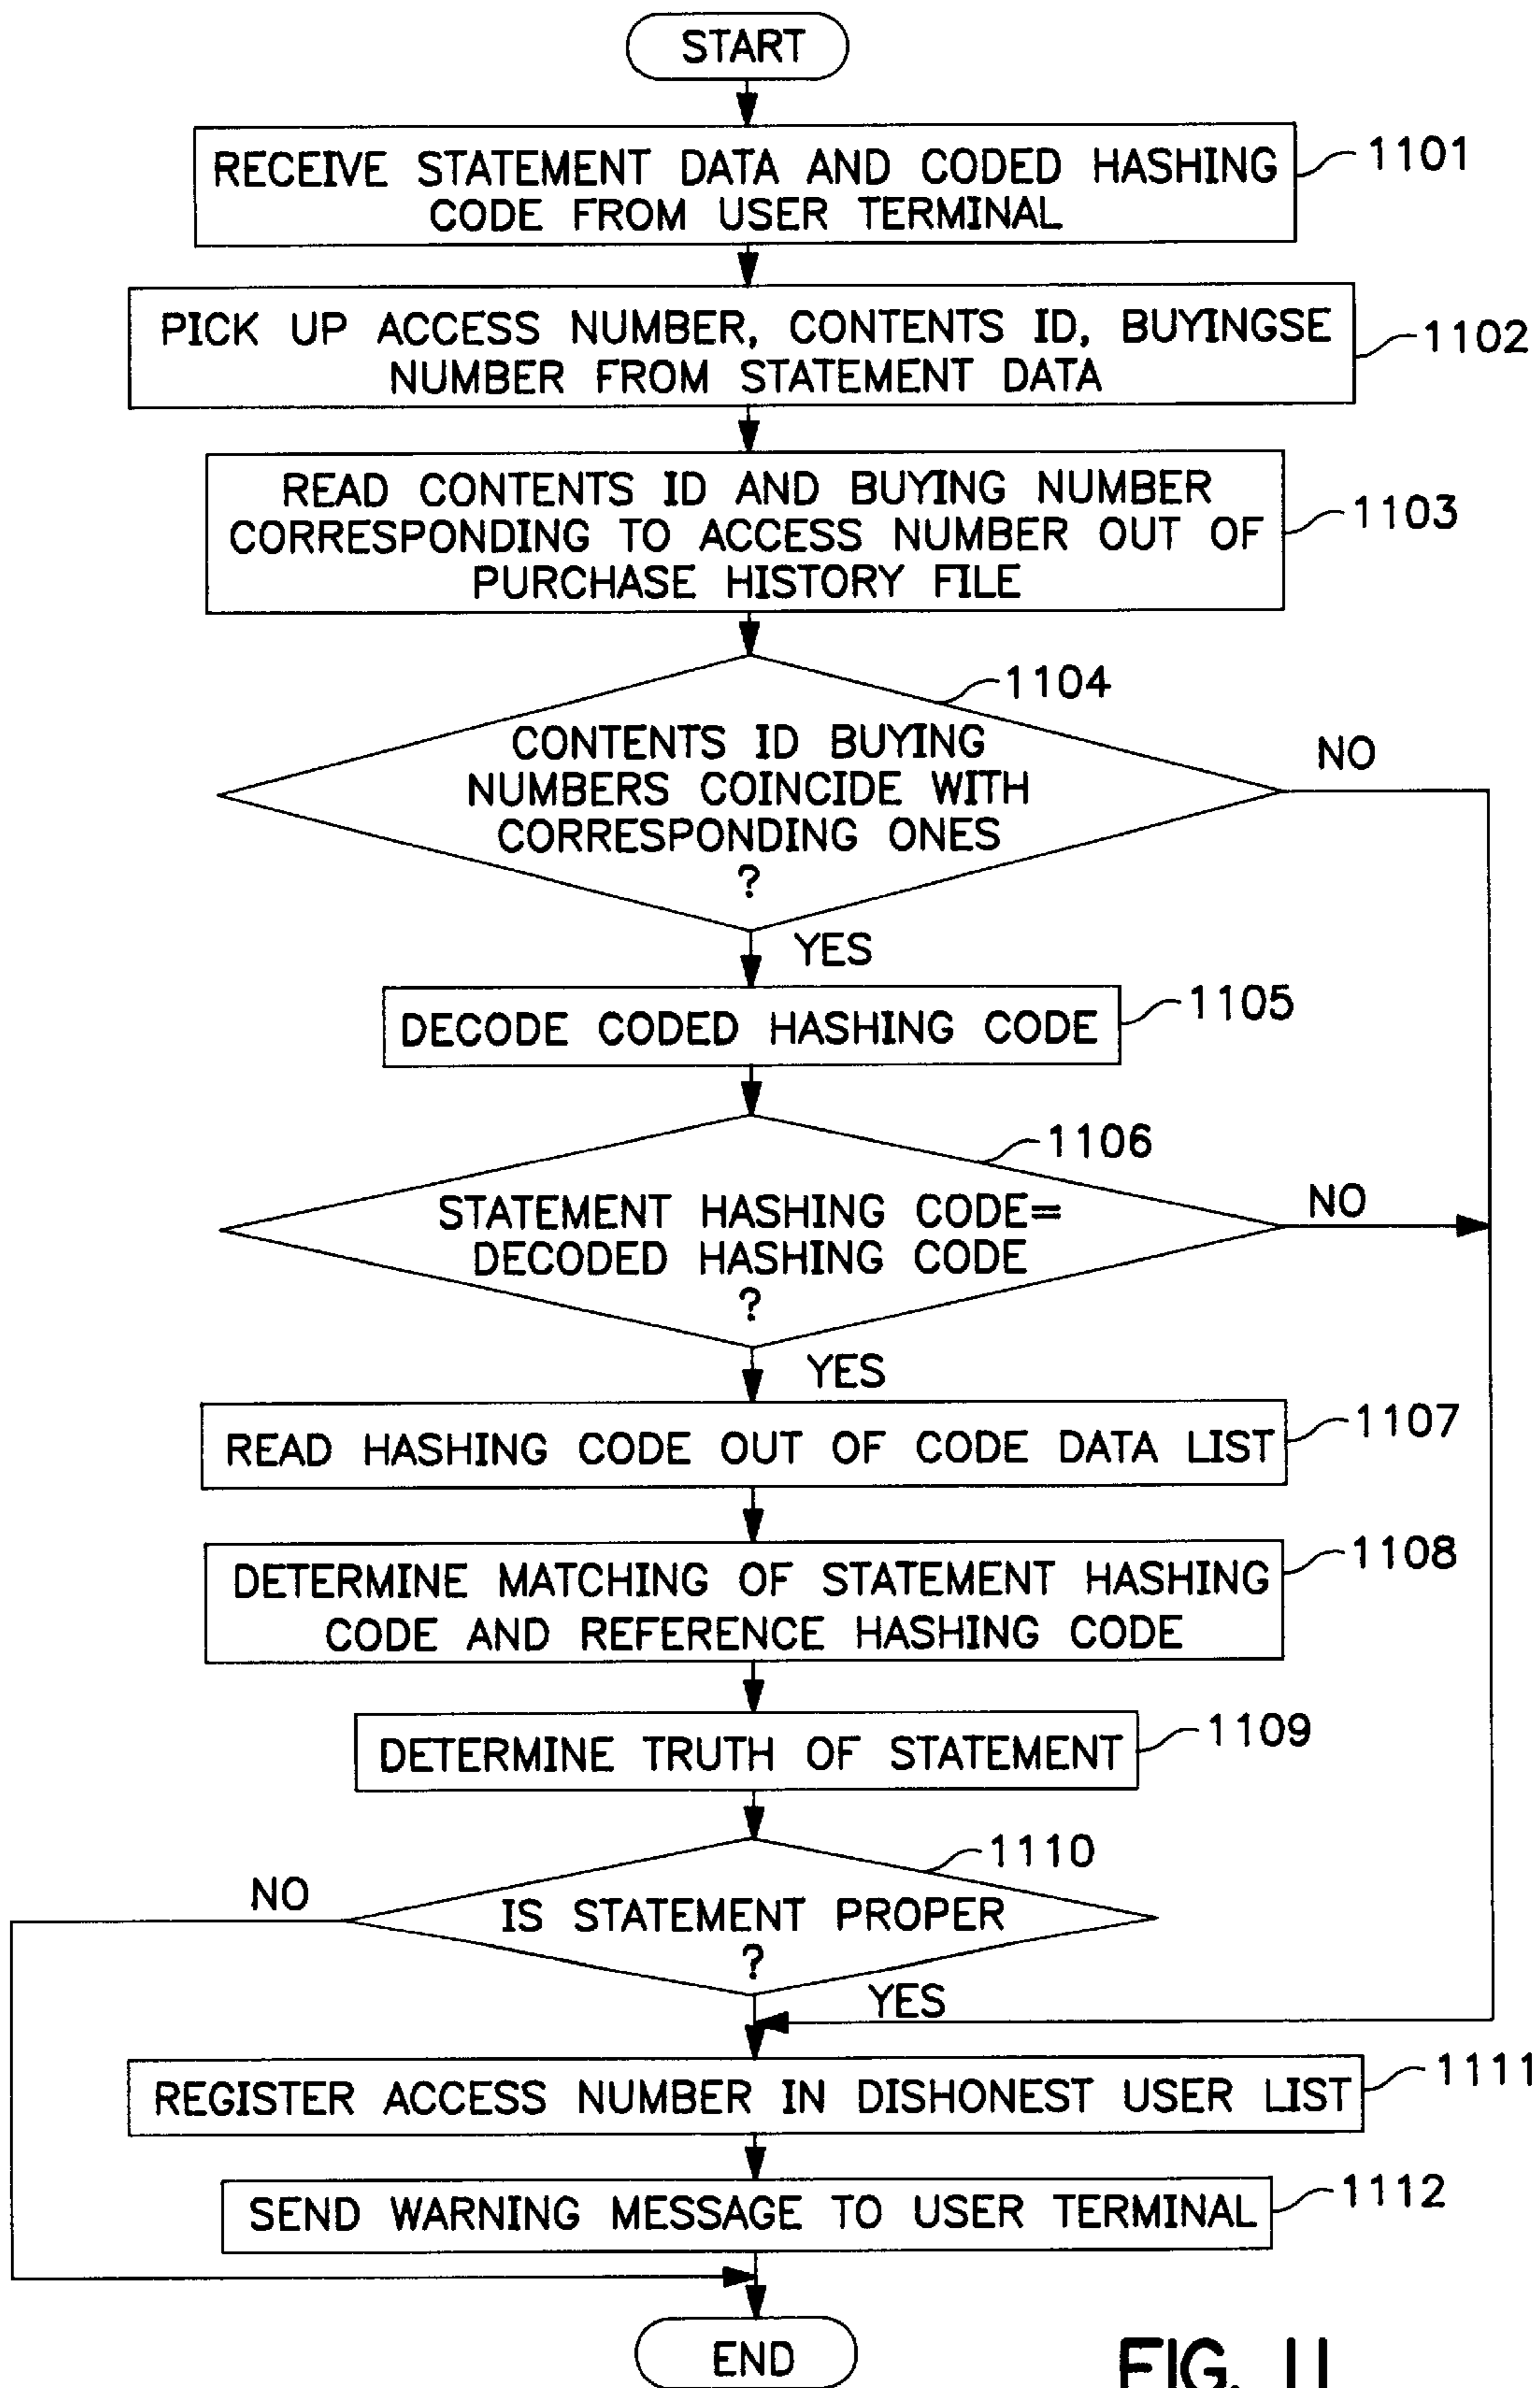 START
RECEIVE STATEMENT DATA AND CODED HASHING
CODE FROM USER TERMINAL
1101
PICK UP ACCESS NUMBER, CONTENTS ID, BUYINGSE
NUMBER FROM STATEMENT DATA
1102
READ CONTENTS ID AND BUYING NUMBER
CORRESPONDING TO ACCESS NUMBER OUT OF
PURCHASE HISTORY FILE
1103
1104
CONTENTS ID BUYING
NUMBERS COINCIDE WITH
CORRESPONDING ONES
?
NO
YES
DECODE CODED HASHING CODE
1105
1106
STATEMENT HASHING CODE=
DECODED HASHING CODE
?
NO
YES
READ HASHING CODE OUT OF CODE DATA LIST
1107
DETERMINE MATCHING OF STATEMENT HASHING
CODE AND REFERENCE HASHING CODE
1108
DETERMINE TRUTH OF STATEMENT
1109
1110
NO
IS STATEMENT PROPER
?
YES
REGISTER ACCESS NUMBER IN DISHONEST USER LIST
1111
SEND WARNING MESSAGE TO USER TERMINAL
1112
END
FIG. 11